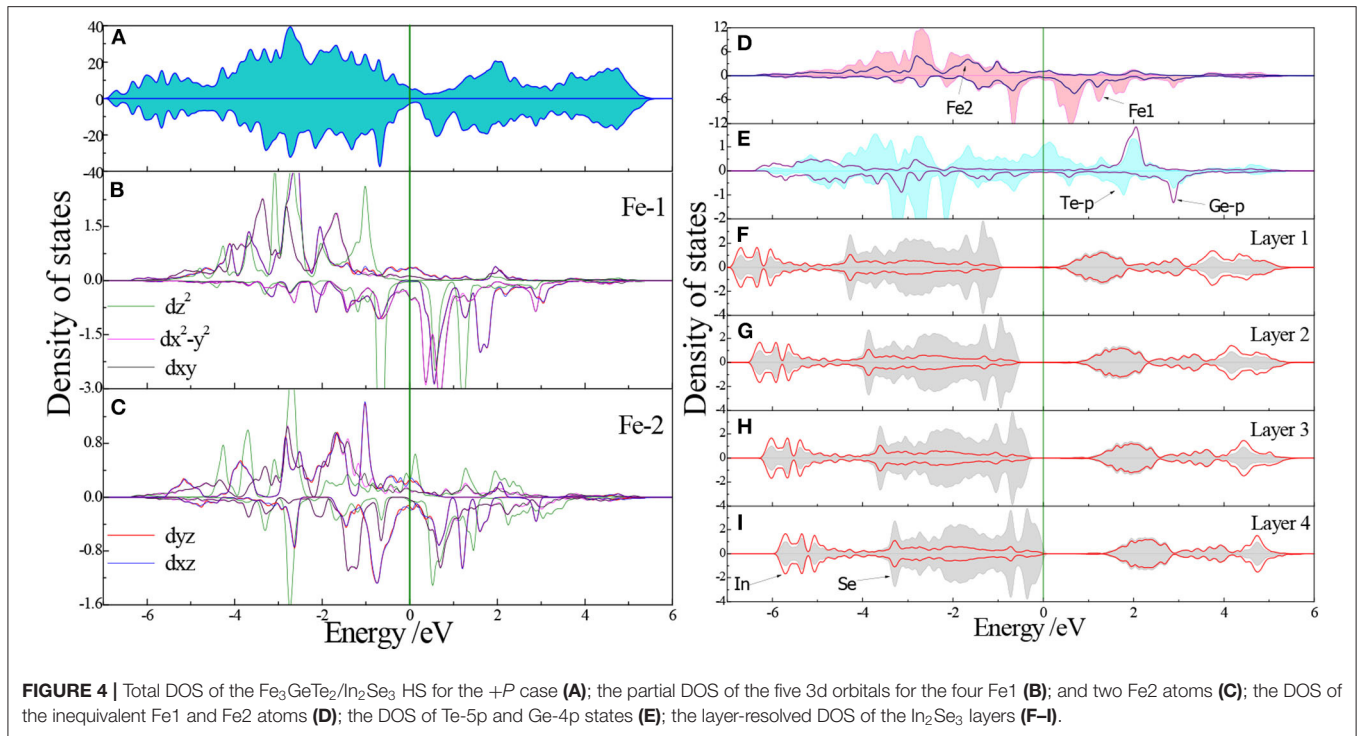 A
40
20
0
-20
-40
B
Fe-1
1.5
0.0
-1.5
-3.0
dz²
dx²-y²
dxy
C
Fe-2
0.8
0.0
-0.8
-1.6
dyz
dxz
Density of states
-6 -4 -2 0 2 4 6
Energy /eV
D
12
6
0
-6
-12
Fe2
Fe1
E
1
0
-1
-2
Te-p
Ge-p
F
Layer 1
2
0
-2
-4
G
Layer 2
2
0
-2
-4
H
Layer 3
2
0
-2
-4
I
Layer 4
2
0
-2
-4
In
Se
Density of states
-6 -4 -2 0 2 4 6
Energy /eV
FIGURE 4 | Total DOS of the Fe₃GeTe₂/In₂Se₃ HS for the +P case (A); the partial DOS of the five 3d orbitals for the four Fe1 (B); and two Fe2 atoms (C); the DOS of
the inequivalent Fe1 and Fe2 atoms (D); the DOS of Te-5p and Ge-4p states (E); the layer-resolved DOS of the In₂Se₃ layers (F–I).